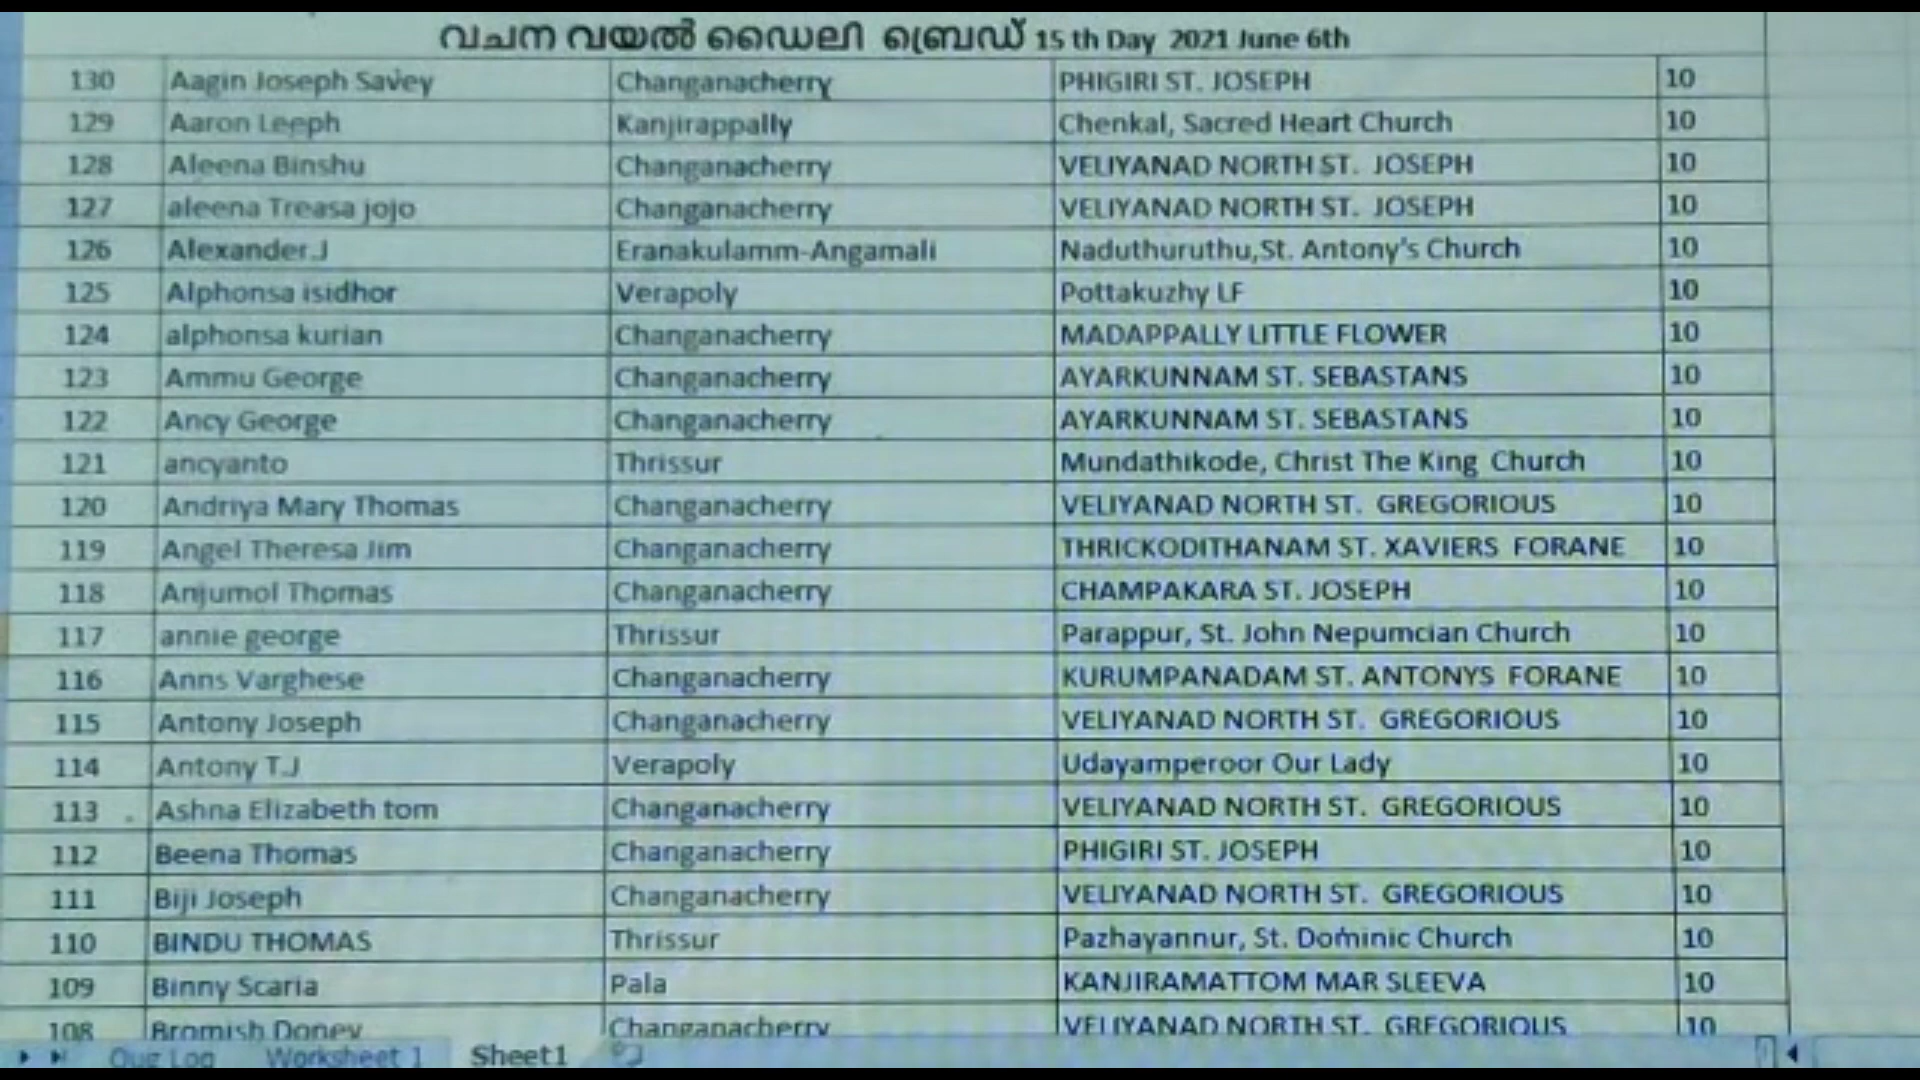 വചന വയൽ ഡൈലി ബ്രെഡ് 15 th Day 2021 June 6th
130 Aagin Joseph Savey Changanacherry PHIGIRI ST. JOSEPH 10
129 Aaron Leeph Kanjirappally Chenkal, Sacred Heart Church 10
128 Aleena Binshu Changanacherry VELIYANAD NORTH ST. JOSEPH 10
127 aleena Treasa jojo Changanacherry VELIYANAD NORTH ST. JOSEPH 10
126 Alexander.J Eranakulamm-Angamali Naduthuruthu,St. Antony's Church 10
125 Alphonsa isidhor Verapoly Pottakuzhy LF 10
124 alphonsa kurian Changanacherry MADAPPALLY LITTLE FLOWER 10
123 Ammu George Changanacherry AYARKUNNAM ST. SEBASTANS 10
122 Ancy George Changanacherry AYARKUNNAM ST. SEBASTANS 10
121 ancyanto Thrissur Mundathikode, Christ The King Church 10
120 Andriya Mary Thomas Changanacherry VELIYANAD NORTH ST. GREGORIOUS 10
119 Angel Theresa Jim Changanacherry THRICKODITHANAM ST. XAVIERS FORANE 10
118 Anjumol Thomas Changanacherry CHAMPAKARA ST. JOSEPH 10
117 annie george Thrissur Parappur, St. John Nepumcian Church 10
116 Anns Varghese Changanacherry KURUMPANADAM ST. ANTONYS FORANE 10
115 Antony Joseph Changanacherry VELIYANAD NORTH ST. GREGORIOUS 10
114 Antony T.J Verapoly Udayamperoor Our Lady 10
113 Ashna Elizabeth tom Changanacherry VELIYANAD NORTH ST. GREGORIOUS 10
112 Beena Thomas Changanacherry PHIGIRI ST. JOSEPH 10
111 Biji Joseph Changanacherry VELIYANAD NORTH ST. GREGORIOUS 10
110 BINDU THOMAS Thrissur Pazhayannur, St. Dominic Church 10
109 Binny Scaria Pala KANJIRAMATTOM MAR SLEEVA 10
108 Bromish Doney Changanacherry VELIYANAD NORTH ST. GREGORIOUS 10
Log Worksheet 1 Sheet1